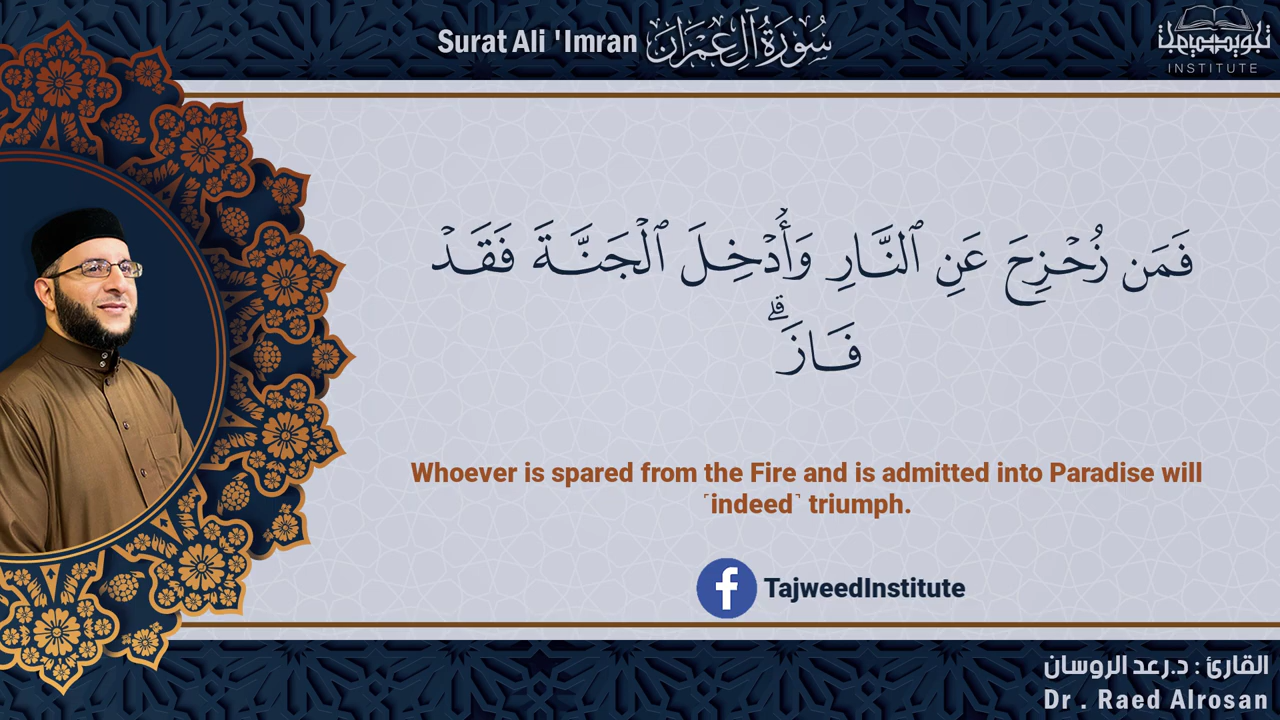 Surat Ali 'Imran سُورَةُ آلِ عِمْرَانَ
تجويد
INSTITUTE
فَمَن زُحْزِحَ عَنِ ٱلنَّارِ وَأُدْخِلَ ٱلْجَنَّةَ فَقَدْ
فَازَ ۗ
Whoever is spared from the Fire and is admitted into Paradise will
˹indeed˺ triumph.
f TajweedInstitute
القارئ : د.رعد الروسان
Dr . Raed Alrosan